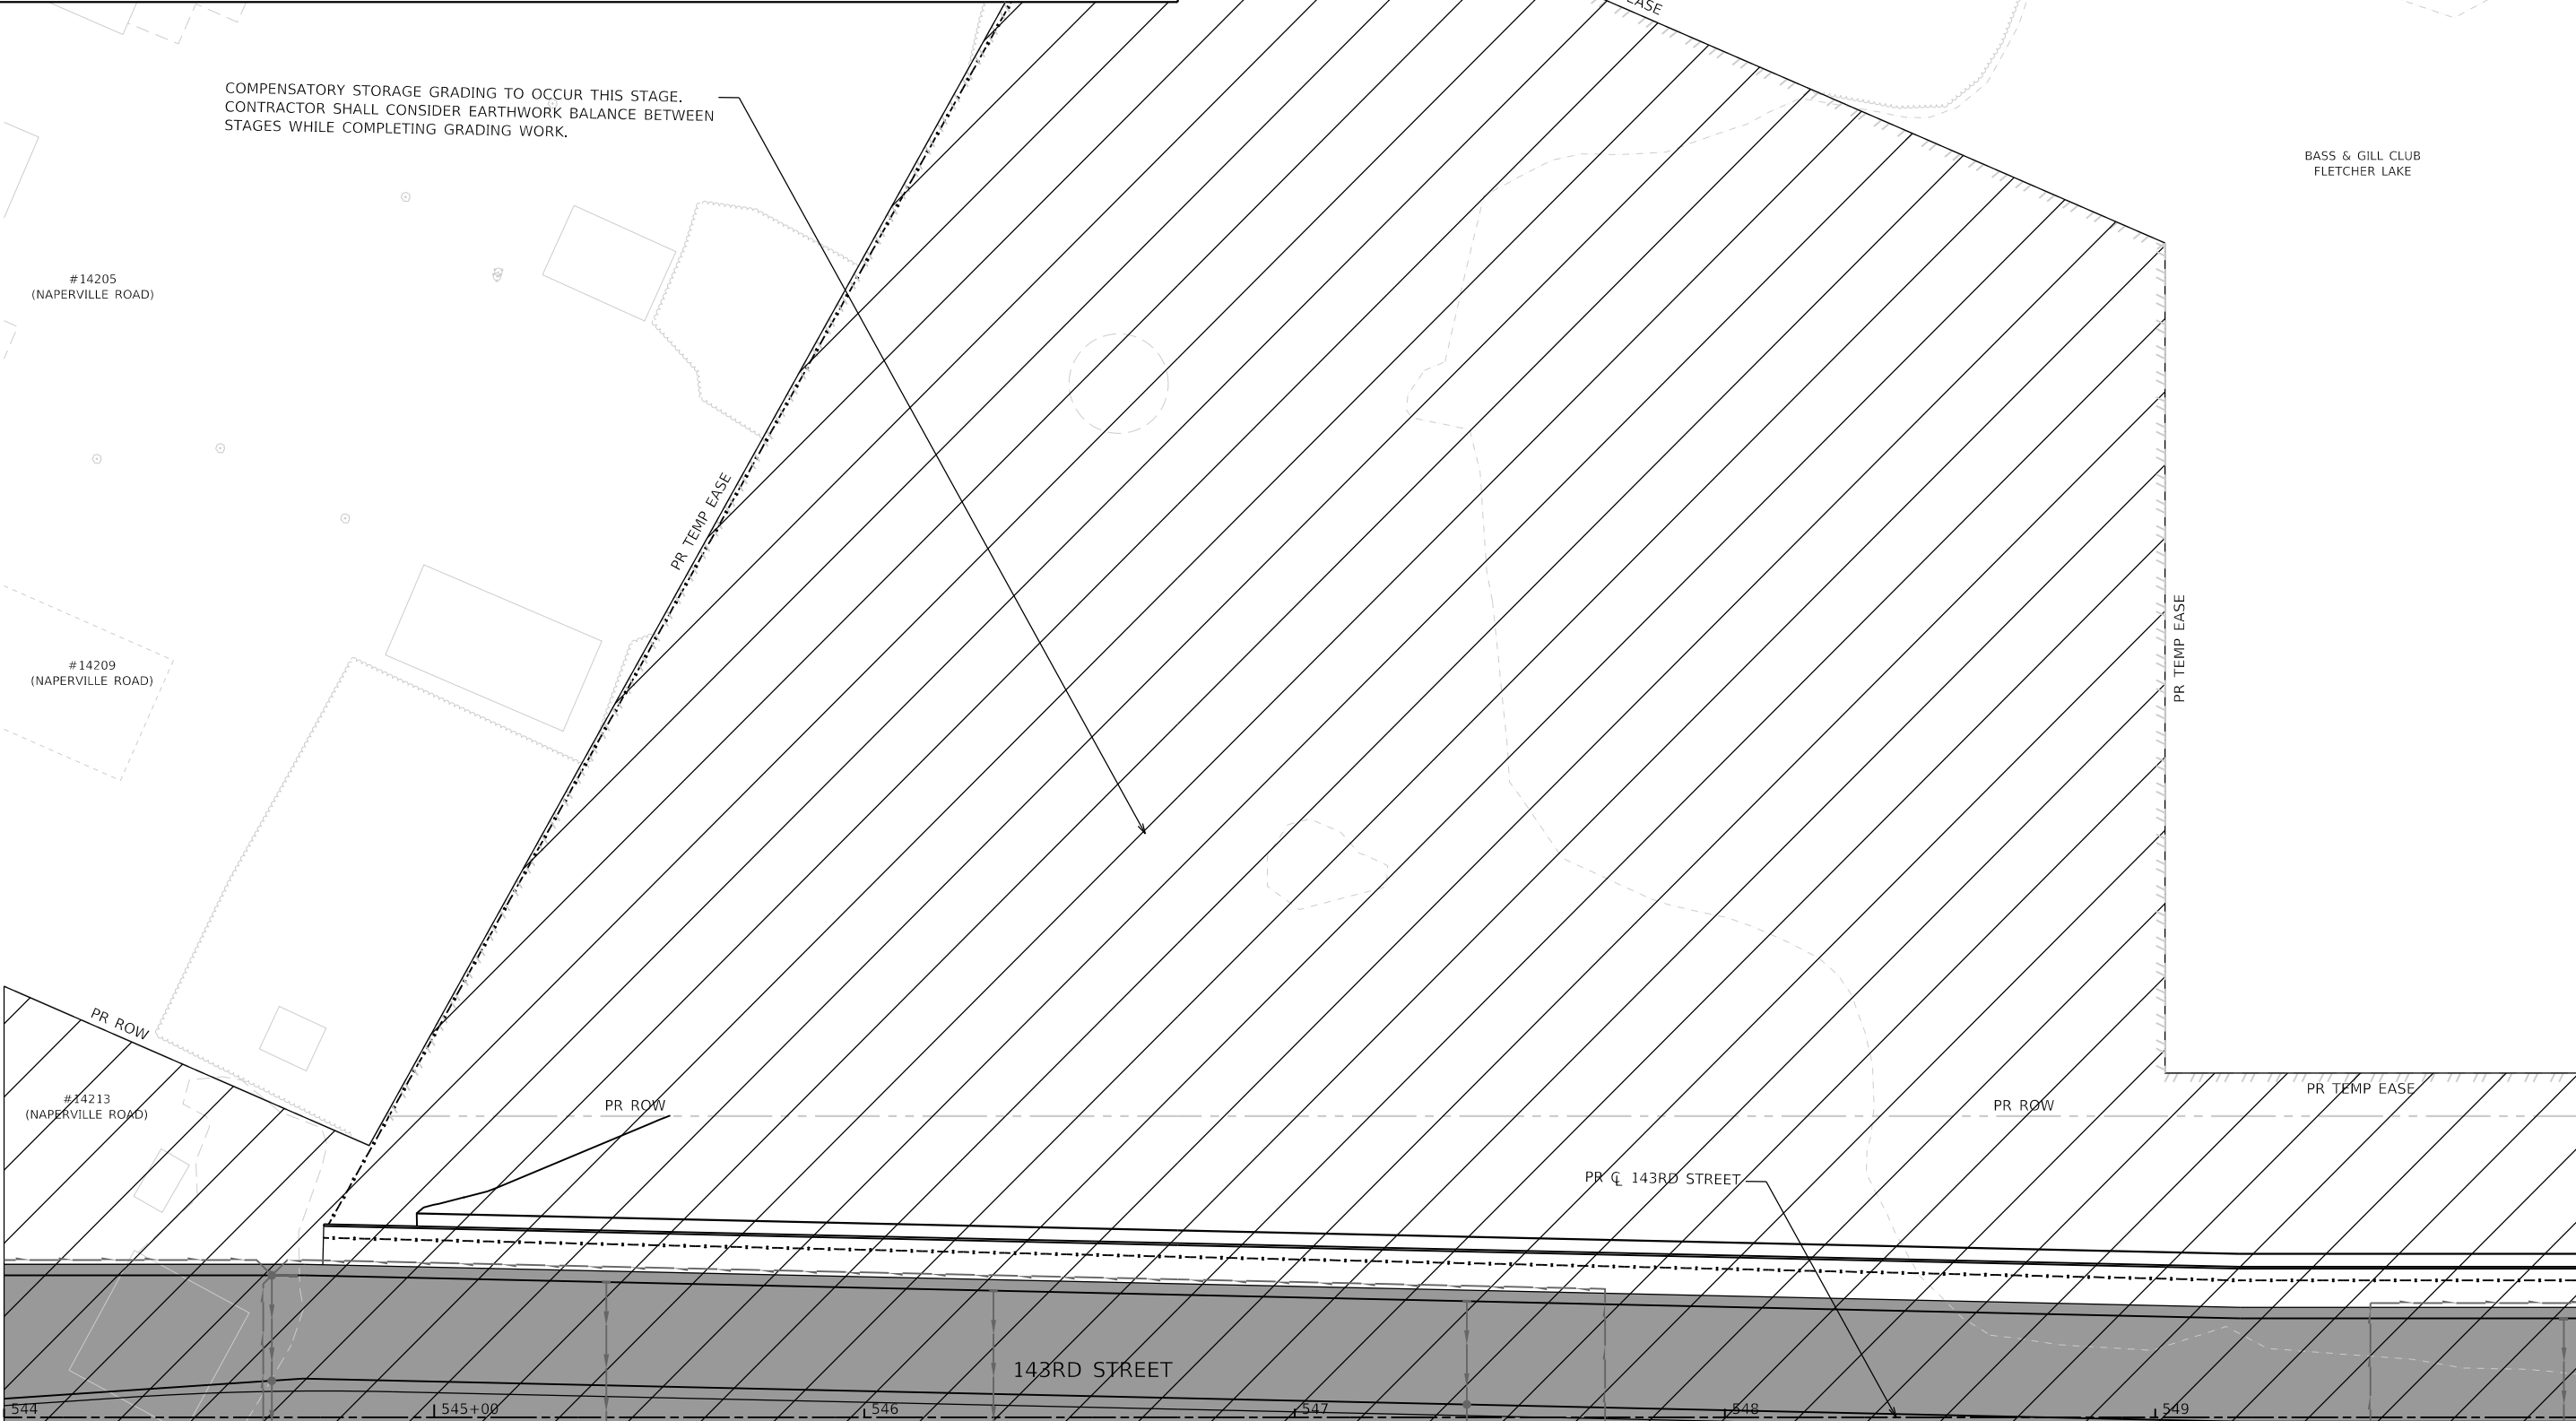 EASE
COMPENSATORY STORAGE GRADING TO OCCUR THIS STAGE.
CONTRACTOR SHALL CONSIDER EARTHWORK BALANCE BETWEEN
STAGES WHILE COMPLETING GRADING WORK.
BASS & GILL CLUB
FLETCHER LAKE
#14205
(NAPERVILLE ROAD)
PR TEMP EASE
#14209
(NAPERVILLE ROAD)
PR TEMP EASE
PR ROW
#14213
(NAPERVILLE ROAD)
PR ROW
PR ROW
PR TEMP EASE
PR ℄ 143RD STREET
143RD STREET
544
545+00
546
547
548
549